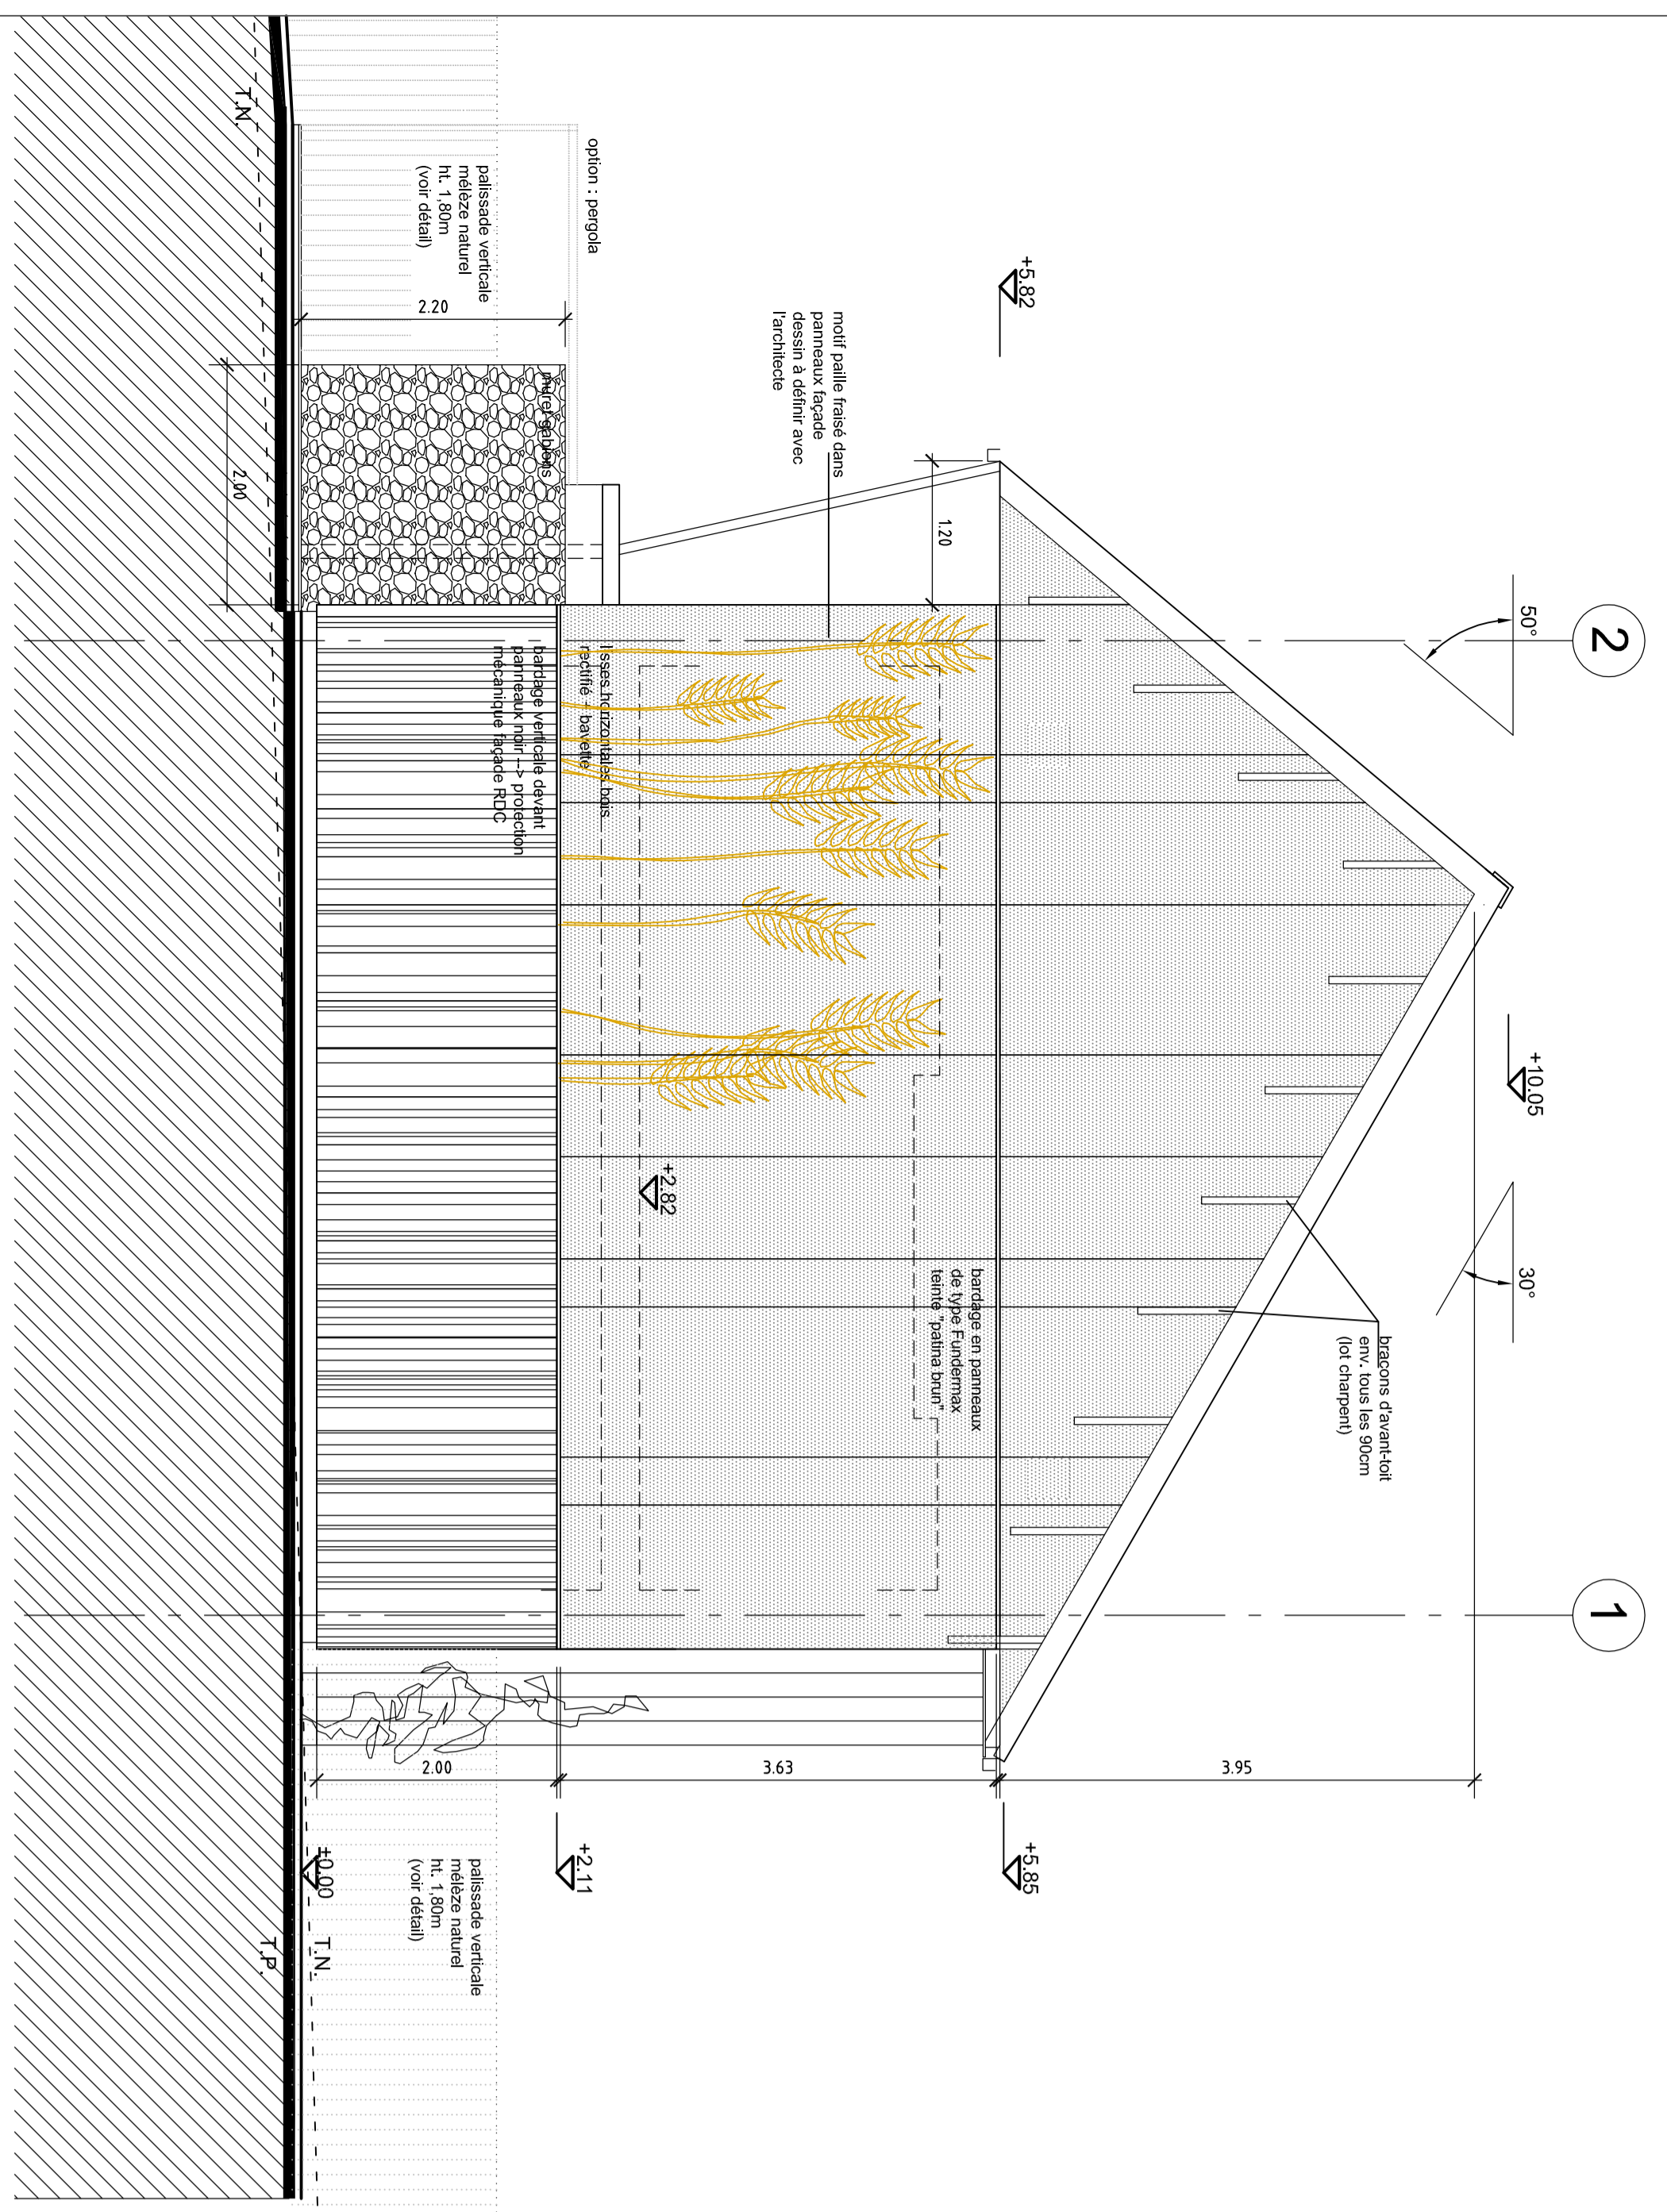 2
1
50°
30°
+10.05
+5.82
bracons d'avant-toit
env. tous les 90cm
(lot charpent)
1.20
motif paille fraisé dans
panneaux façade
dessin à définir avec
l'architecte
bardage en panneaux
de type Fundermax
teinte "patina brun"
+5.85
3.95
3.63
2.00
+2.82
+2.11
option : pergola
palissade verticale
mélèze naturel
ht. 1,80m
(voir détail)
2.20
muret gabions
2.00
lisses horizontales bois
rectifié + bavette
bardage verticale devant
panneaux noir --> protection
mécanique façade RDC
palissade verticale
mélèze naturel
ht. 1,80m
(voir détail)
±0.00
T.N.
T.N.
T.P.